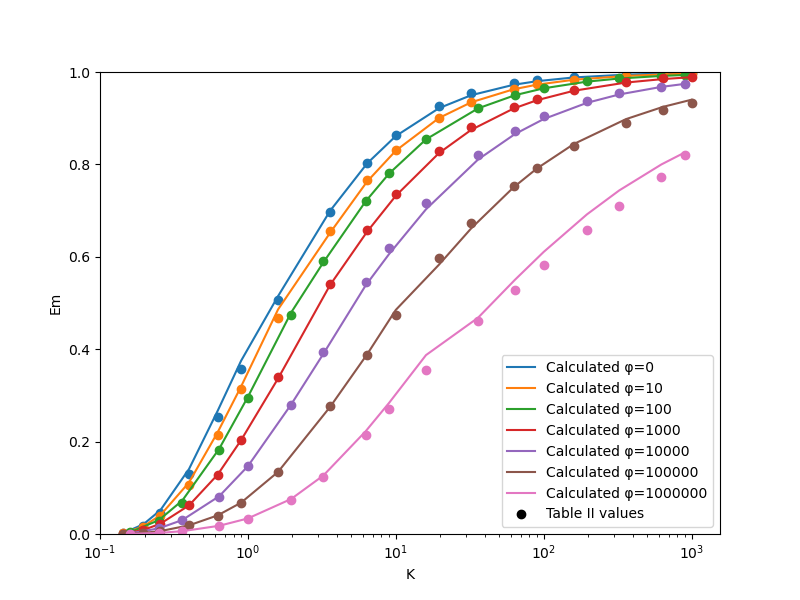 1.0
0.8
0.6
0.4
0.2
0.0
Em
10⁻¹ 10⁰ 10¹ 10² 10³
K
Calculated φ=0
Calculated φ=10
Calculated φ=100
Calculated φ=1000
Calculated φ=10000
Calculated φ=100000
Calculated φ=1000000
Table II values